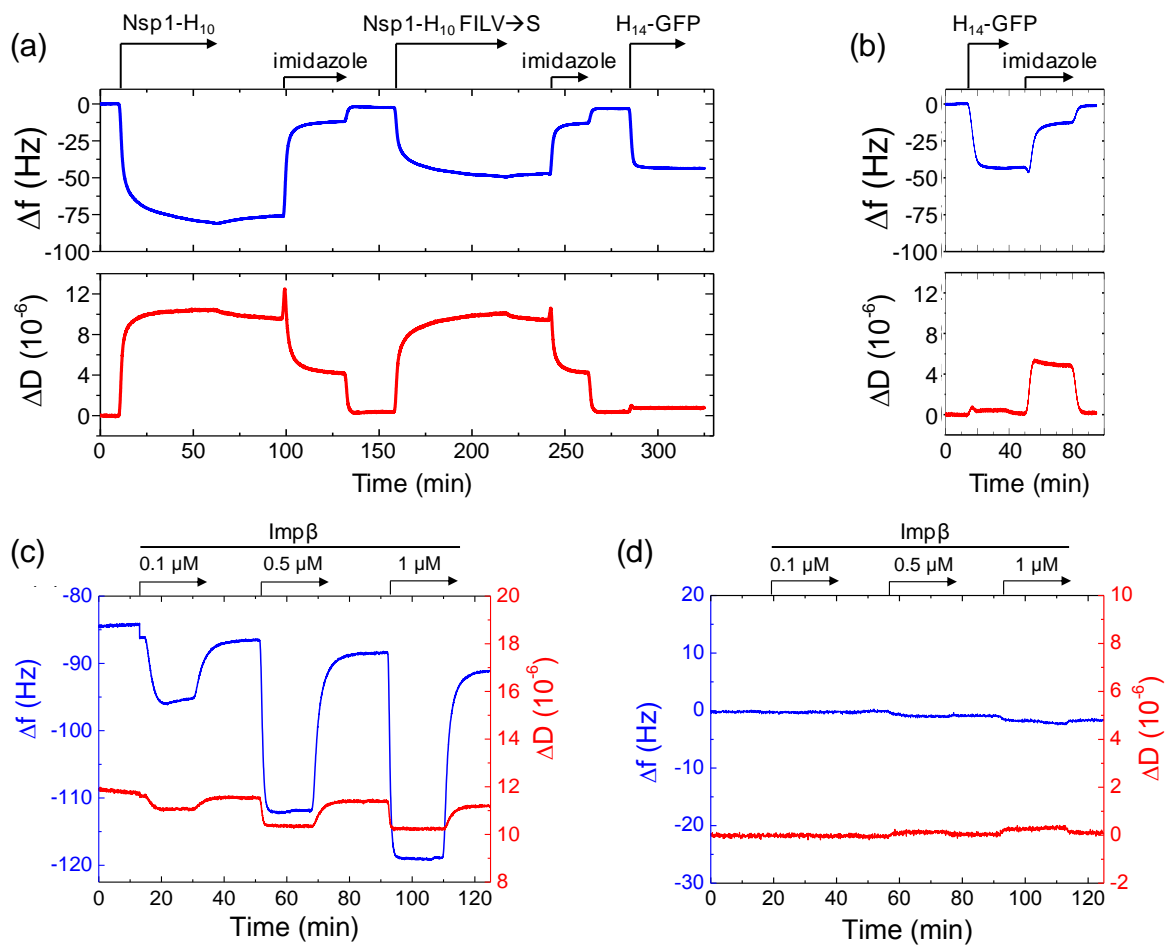 (a)
Nsp1-H10
imidazole
Nsp1-H10 FILV→S
imidazole
H14-GFP
0
-25
-50
-75
-100
Δf (Hz)
12
8
4
0
ΔD (10-6)
0 50 100 150 200 250 300
Time (min)
(b)
H14-GFP
imidazole
0
-25
-50
-75
-100
Δf (Hz)
12
8
4
0
ΔD (10-6)
0 20 40 60 80
Time (min)
(c)
Impβ
0.1 µM 0.5 µM 1 µM
-80
-90
-100
-110
-120
Δf (Hz)
20
18
16
14
12
10
8
ΔD (10-6)
0 20 40 60 80 100 120
Time (min)
(d)
Impβ
0.1 µM 0.5 µM 1 µM
20
10
0
-10
-20
-30
Δf (Hz)
10
8
6
4
2
0
-2
ΔD (10-6)
0 20 40 60 80 100 120
Time (min)